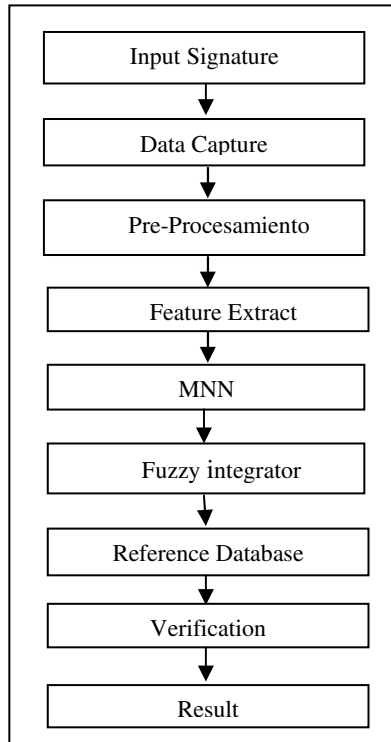 Input Signature
Data Capture
Pre-Procesamiento
Feature Extract
MNN
Fuzzy integrator
Reference Database
Verification
Result